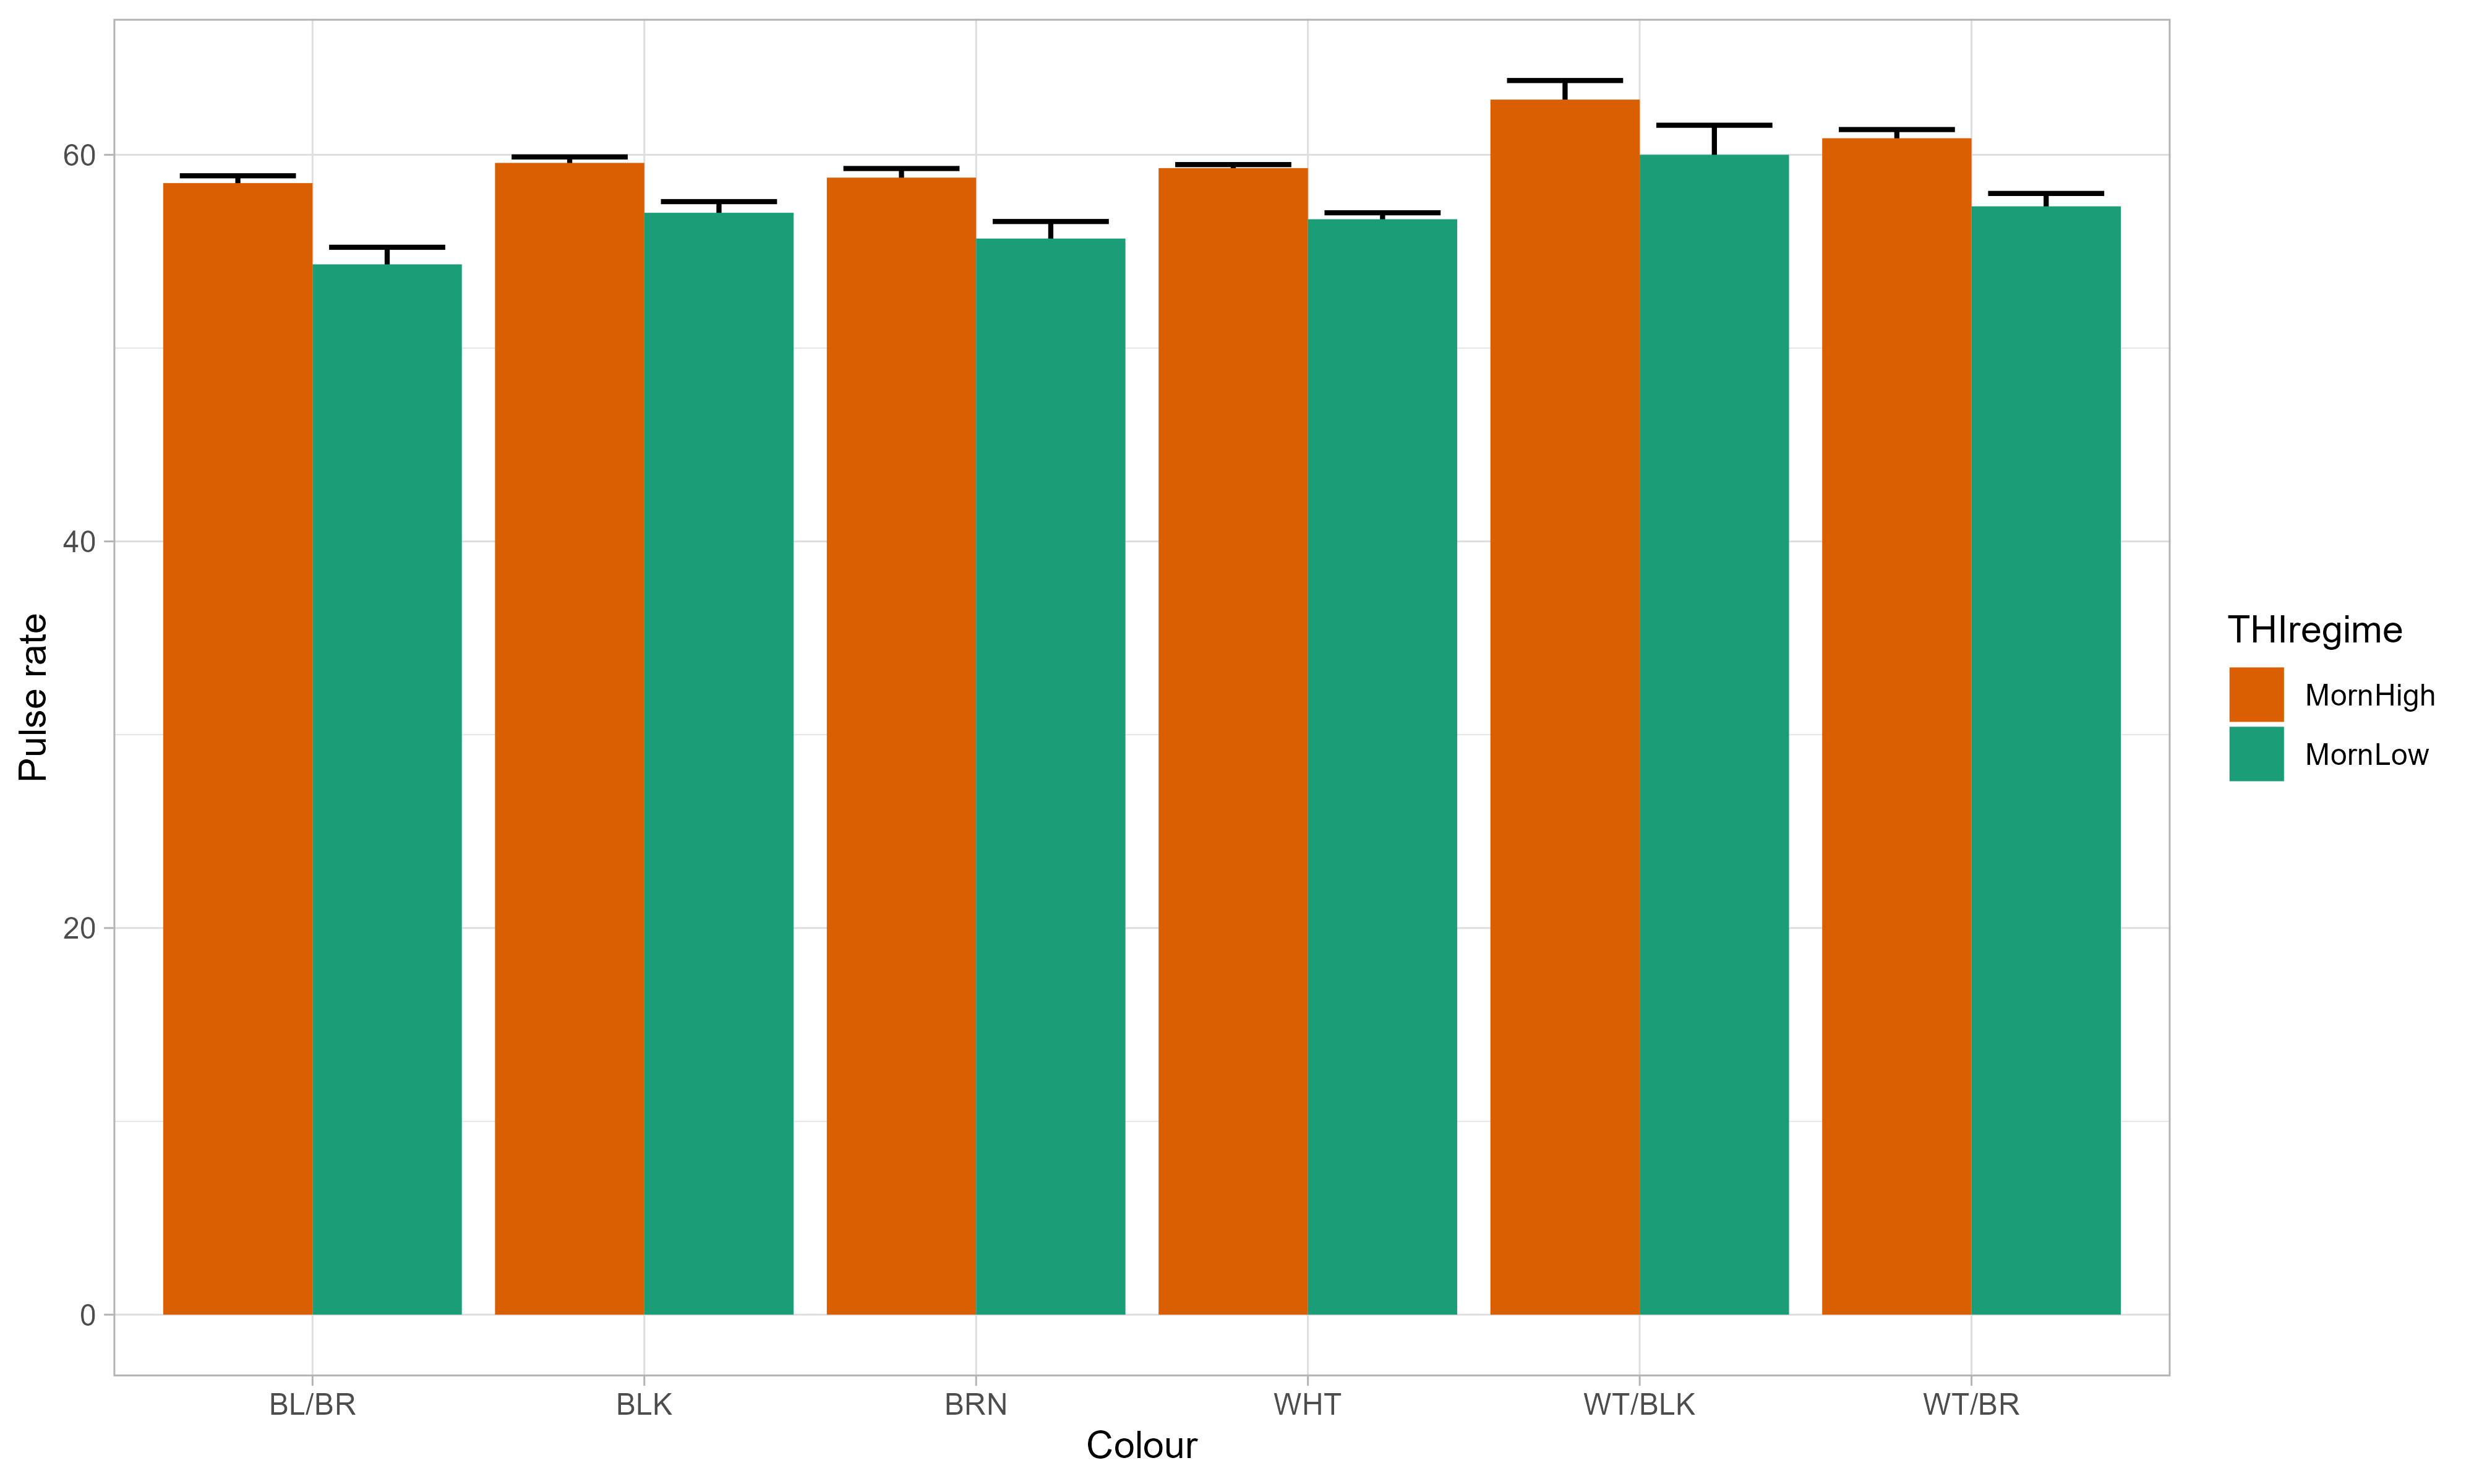 60
40
20
0
Pulse rate
BL/BR
BLK
BRN
WHT
WT/BLK
WT/BR
Colour
THIregime
MornHigh
MornLow